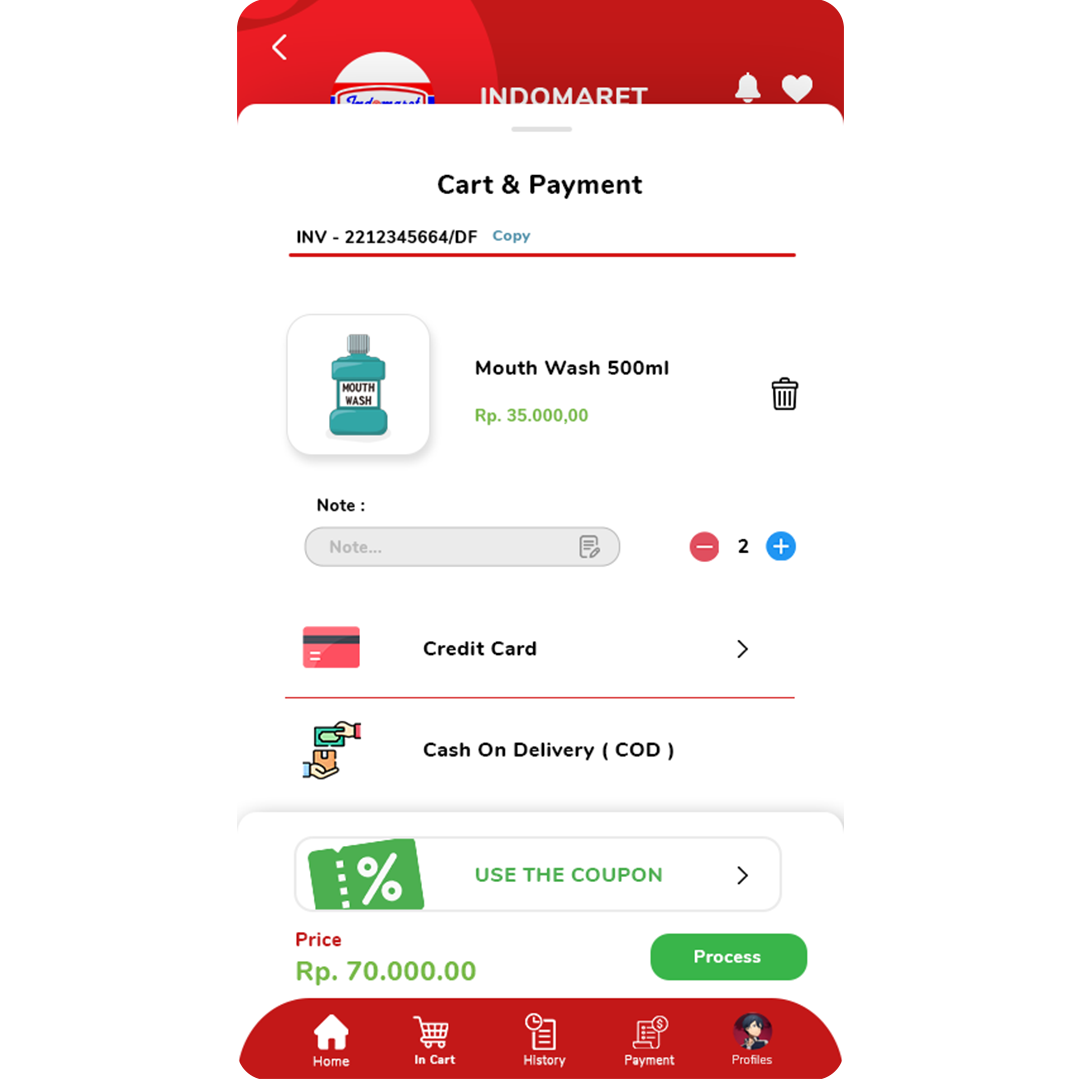 Indomaret
INDOMARET
Cart & Payment
INV - 2212345664/DF Copy
MOUTH
WASH
Mouth Wash 500ml
Rp. 35.000,00
Note :
Note...
2
Credit Card
Cash On Delivery ( COD )
%
USE THE COUPON
Price
Rp. 70.000.00
Process
Home
In Cart
History
$
Payment
Profiles